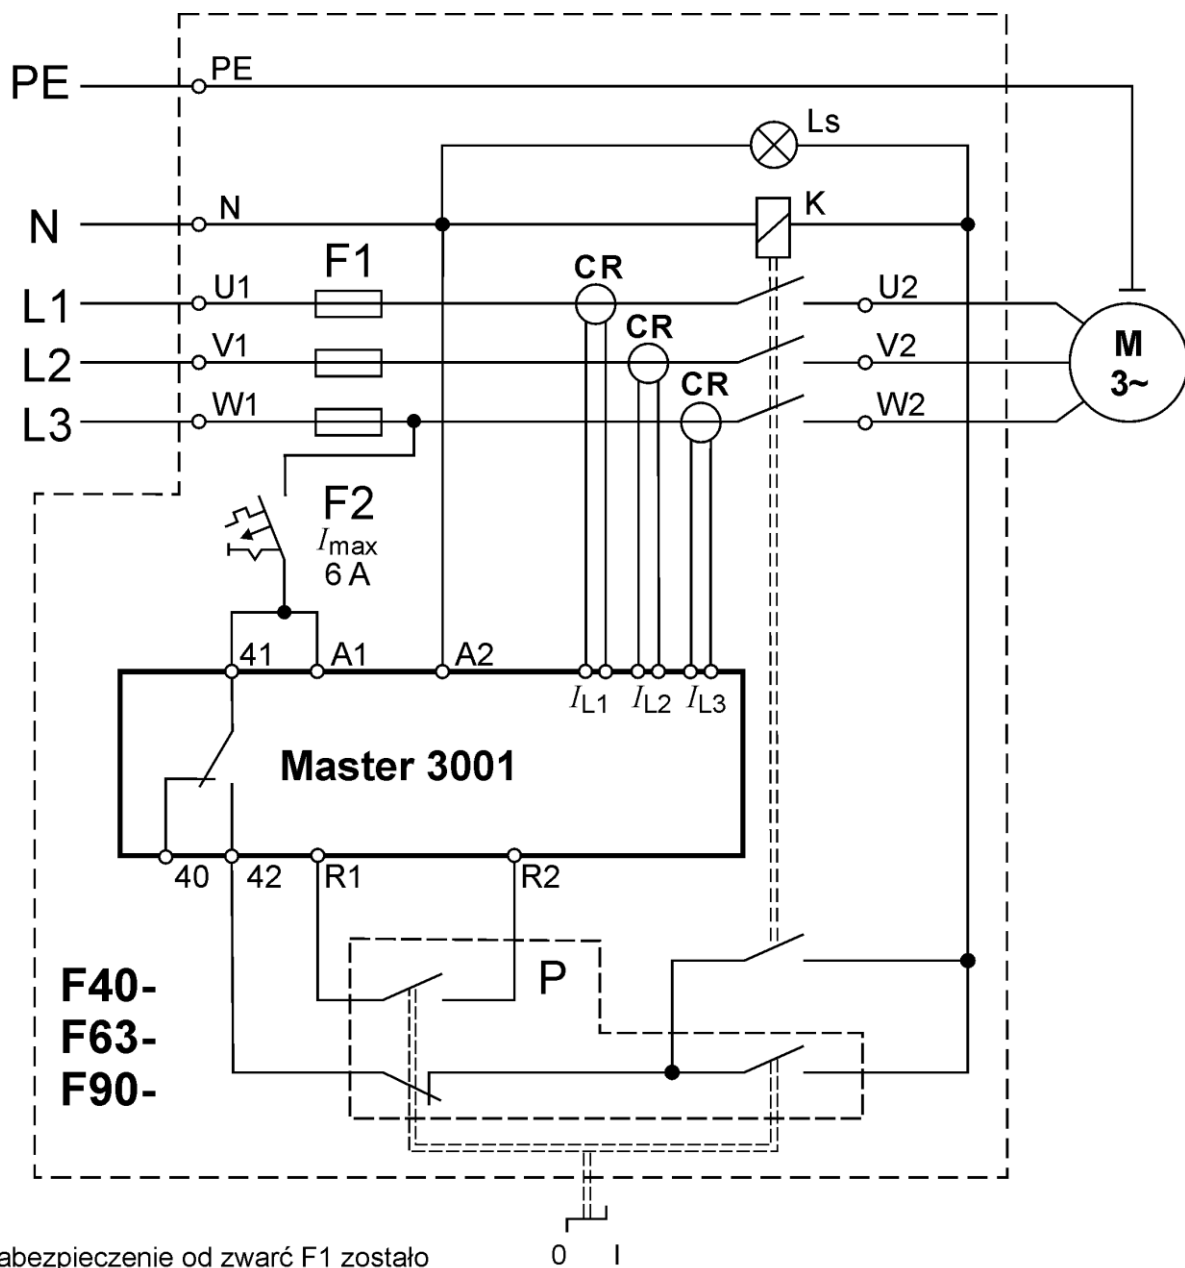 PE
PE
Ls
N
N
K
F1
CR
L1
U1
U2
CR
L2
V1
V2
M
3~
CR
L3
W1
W2
F2
Imax
6 A
41
A1
A2
IL1
IL2
IL3
Master 3001
40
42
R1
R2
P
F40-
F63-
F90-
abezpieczenie od zwarć F1 zostało
0
I